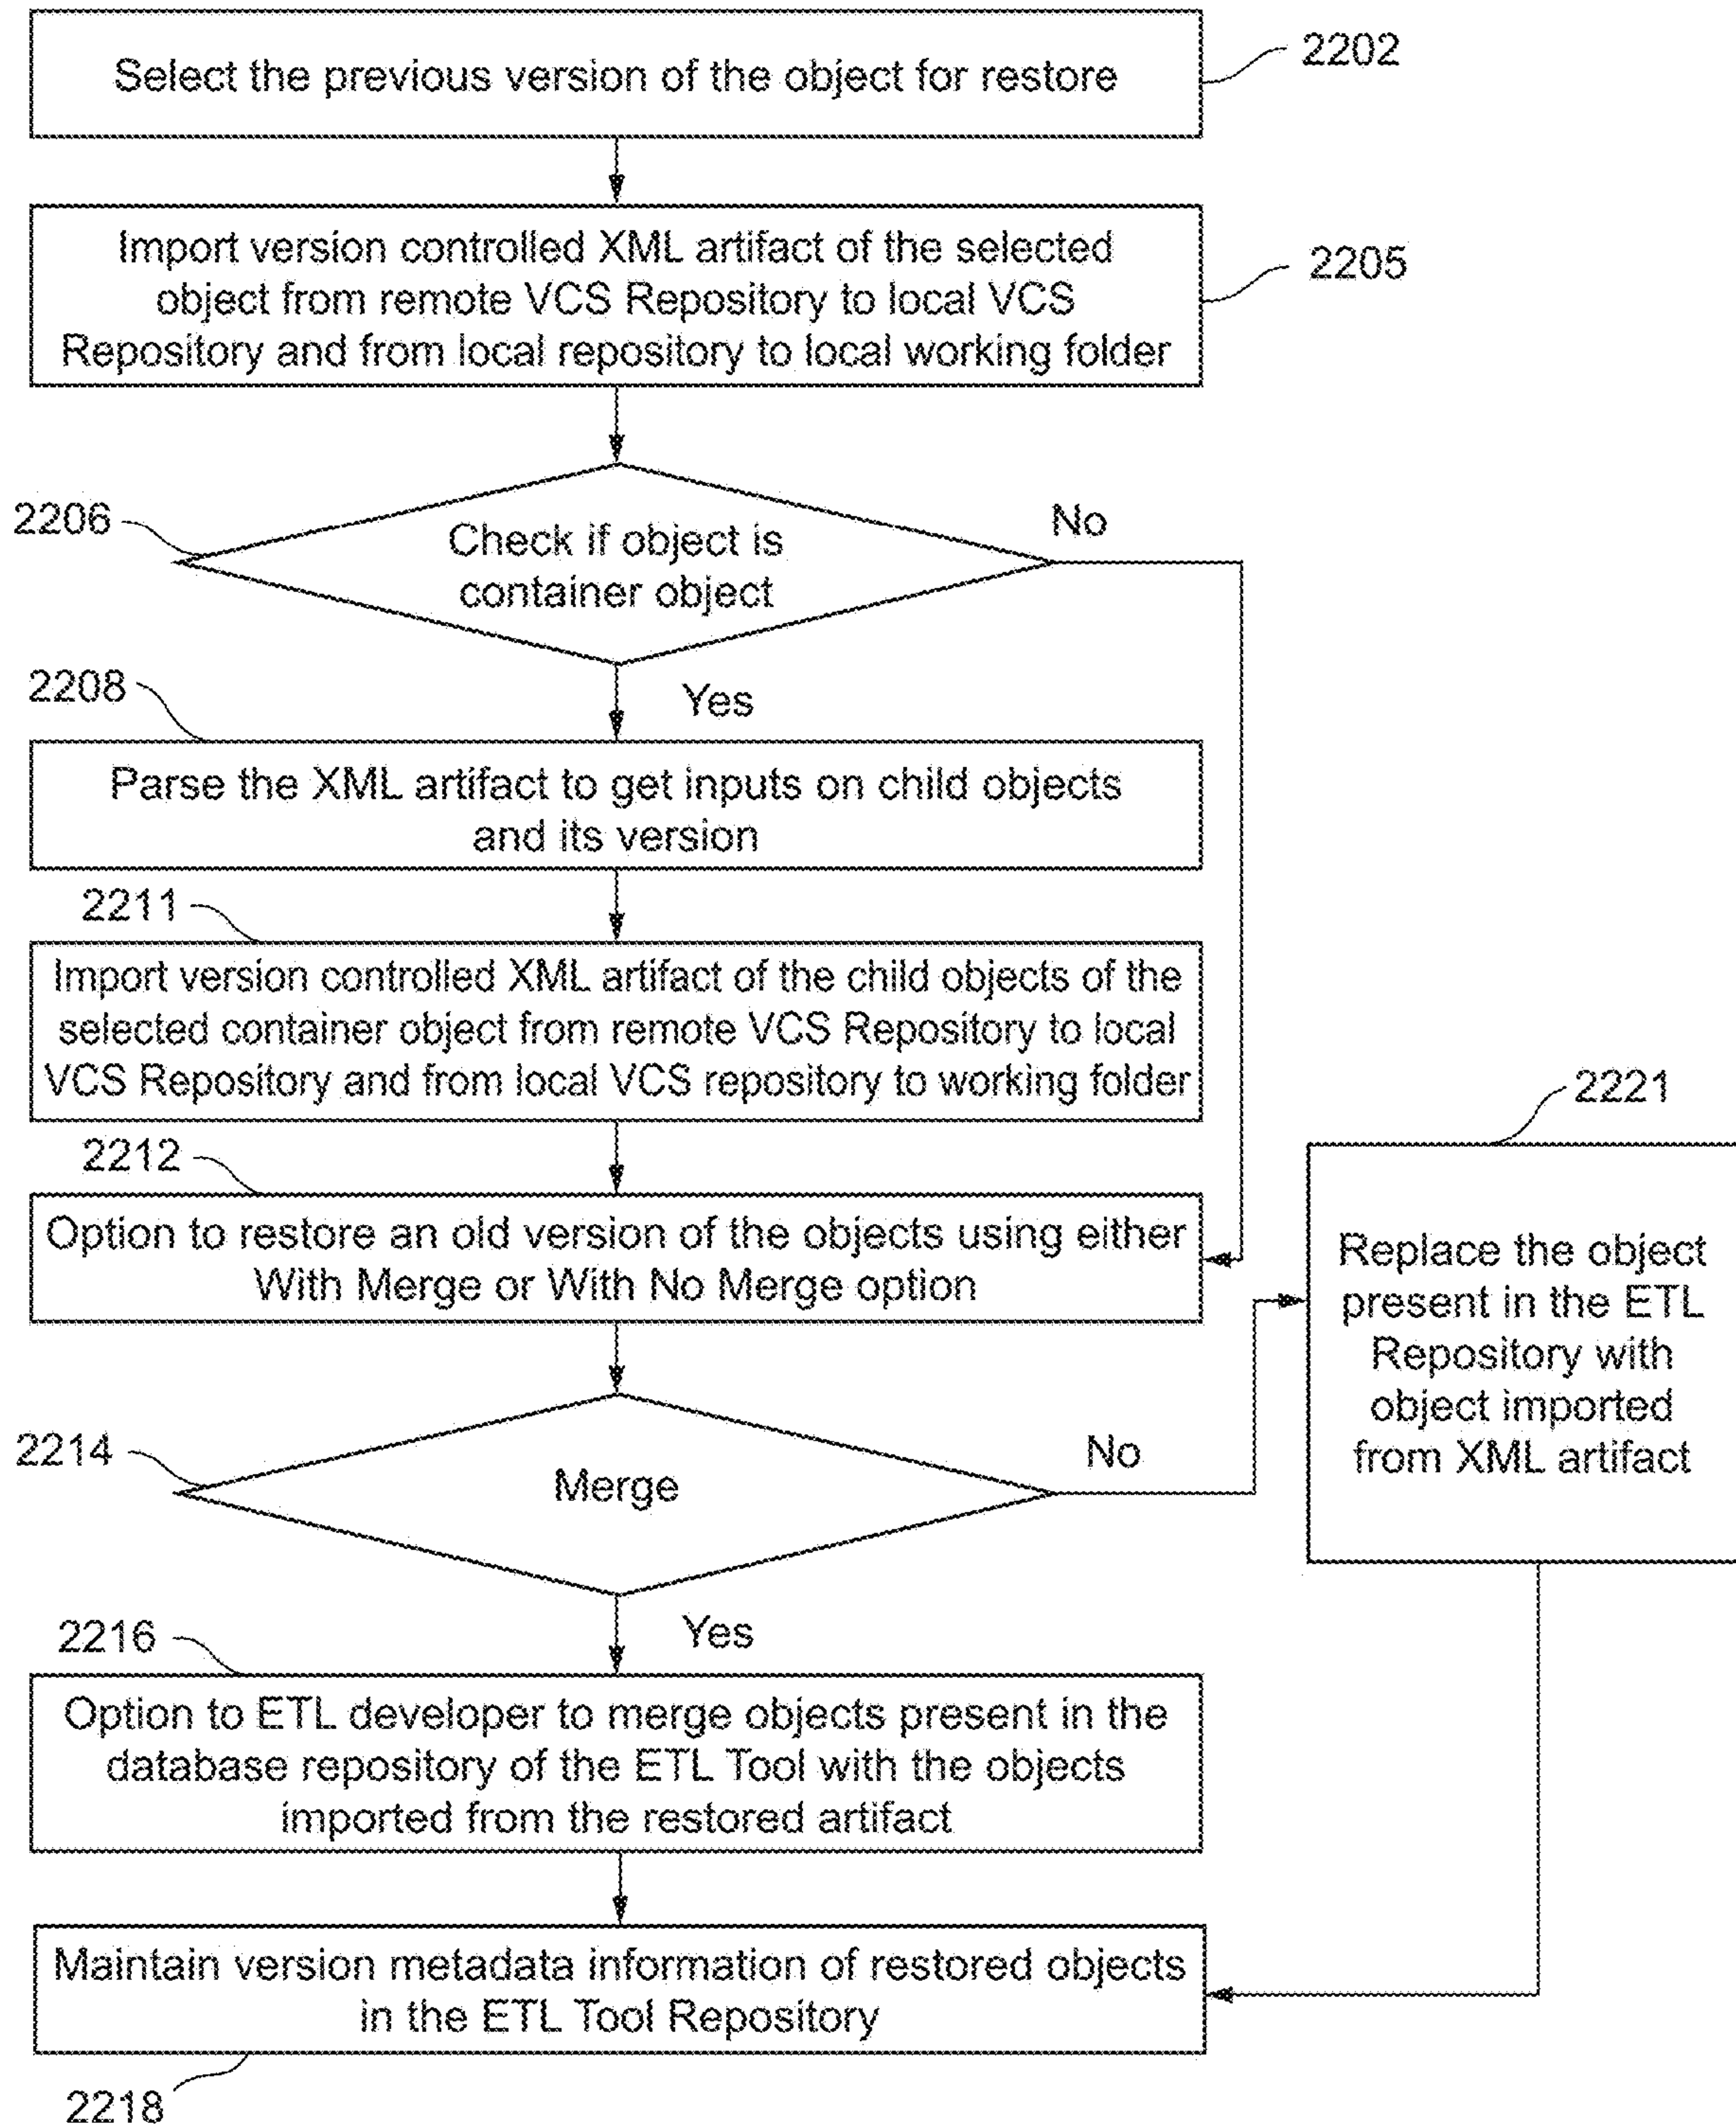 Select the previous version of the object for restore
2202
Import version controlled XML artifact of the selected
object from remote VCS Repository to local VCS
Repository and from local repository to local working folder
2205
2206
Check if object is
container object
No
Yes
2208
Parse the XML artifact to get inputs on child objects
and its version
2211
Import version controlled XML artifact of the child objects of the
selected container object from remote VCS Repository to local
VCS Repository and from local VCS repository to working folder
2212
Option to restore an old version of the objects using either
With Merge or With No Merge option
2214
Merge
No
Yes
2221
Replace the object
present in the ETL
Repository with
object imported
from XML artifact
2216
Option to ETL developer to merge objects present in the
database repository of the ETL Tool with the objects
imported from the restored artifact
Maintain version metadata information of restored objects
in the ETL Tool Repository
2218